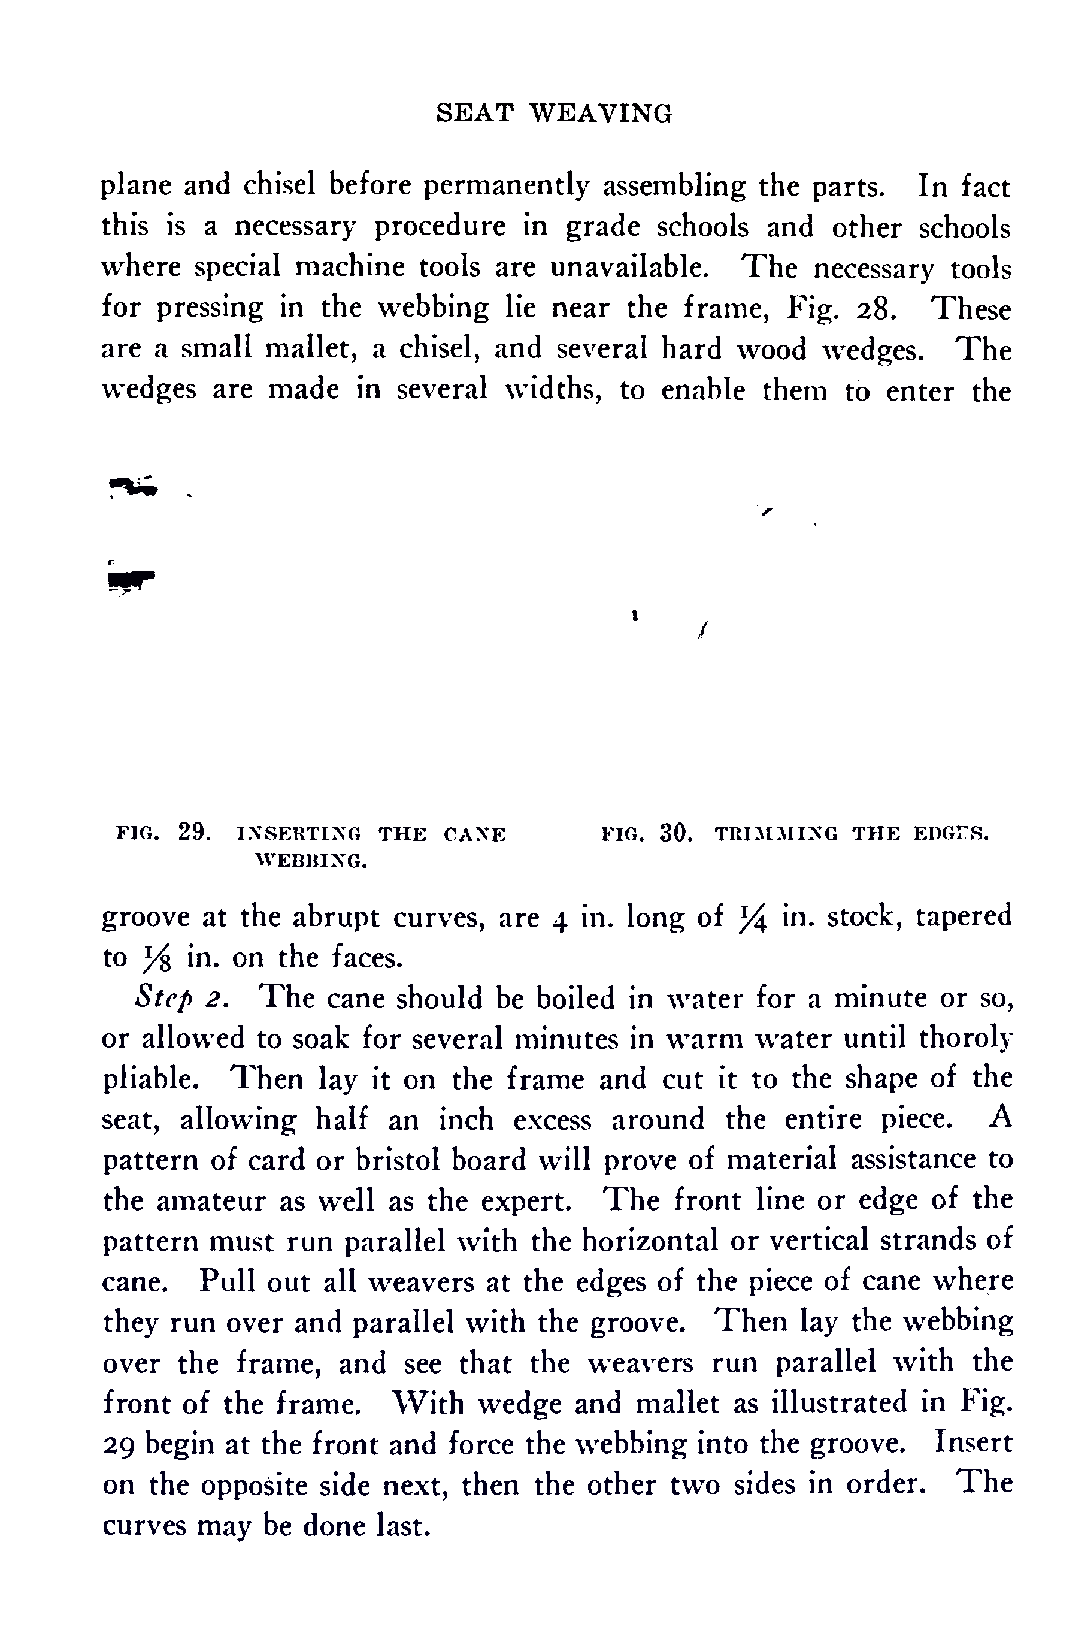 SEAT WEAVING
plane and chisel before permanently assembling the parts. In fact
this is a necessary procedure in grade schools and other schools
where special machine tools are unavailable. The necessary tools
for pressing in the webbing lie near the frame, Fig. 28. These
are a small mallet, a chisel, and several hard wood wedges. The
wedges are made in several widths, to enable them to enter the
FIG. 29. INSERTING THE CANE
WEBBING.
FIG. 30. TRIMMING THE EDGES.
groove at the abrupt curves, are 4 in. long of ¼ in. stock, tapered
to ⅛ in. on the faces.
Step 2. The cane should be boiled in water for a minute or so,
or allowed to soak for several minutes in warm water until thoroly
pliable. Then lay it on the frame and cut it to the shape of the
seat, allowing half an inch excess around the entire piece. A
pattern of card or bristol board will prove of material assistance to
the amateur as well as the expert. The front line or edge of the
pattern must run parallel with the horizontal or vertical strands of
cane. Pull out all weavers at the edges of the piece of cane where
they run over and parallel with the groove. Then lay the webbing
over the frame, and see that the weavers run parallel with the
front of the frame. With wedge and mallet as illustrated in Fig.
29 begin at the front and force the webbing into the groove. Insert
on the opposite side next, then the other two sides in order. The
curves may be done last.